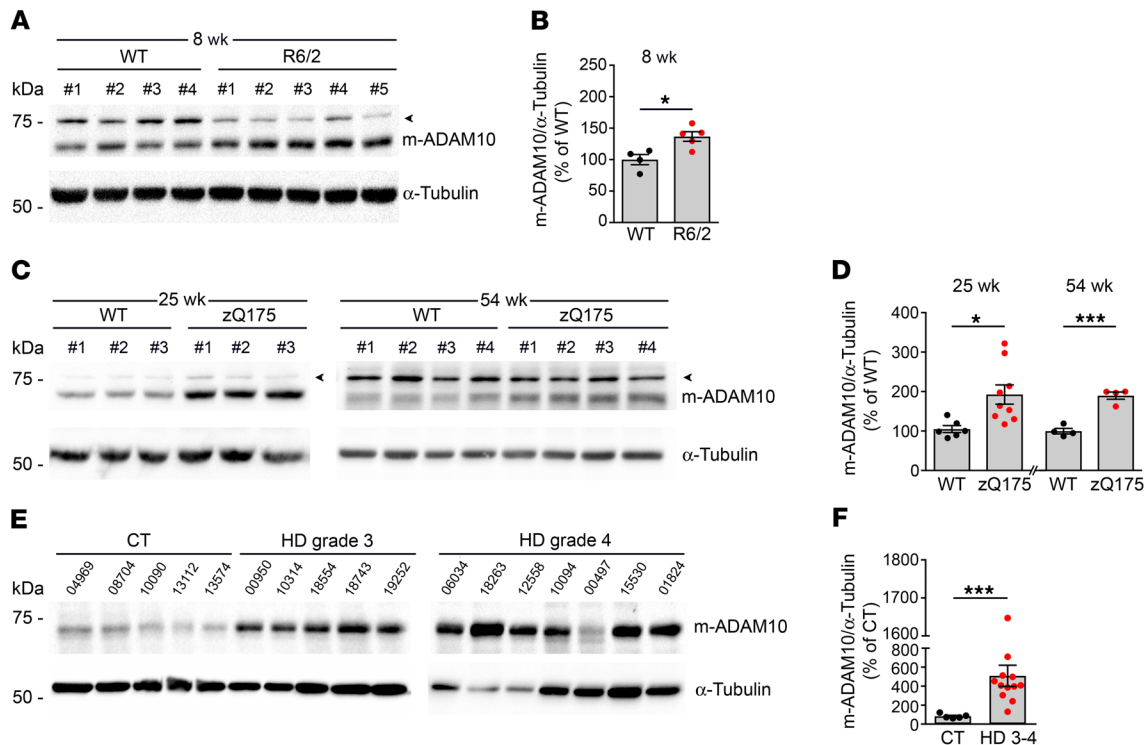 A
8 wk
WT R6/2
kDa #1 #2 #3 #4 #1 #2 #3 #4 #5
75 -
m-ADAM10
α-Tubulin
50 -
B
8 wk
*
m-ADAM10/α-Tubulin
(% of WT)
250
200
150
100
50
0
WT R6/2
C
25 wk 54 wk
WT zQ175 WT zQ175
kDa #1 #2 #3 #1 #2 #3 #1 #2 #3 #4 #1 #2 #3 #4
75 -
m-ADAM10
α-Tubulin
50 -
D
25 wk 54 wk
* ***
m-ADAM10/α-Tubulin
(% of WT)
400
300
200
100
0
WT zQ175 // WT zQ175
E
CT HD grade 3 HD grade 4
kDa 04969 08704 10090 13112 13574 00950 10314 18554 18743 19252 06034 18263 12558 10094 00497 15530 01824
75 -
m-ADAM10
α-Tubulin
50 -
F
***
m-ADAM10/α-Tubulin
(% of CT)
1800
1700
1600
800
600
400
200
0
CT HD 3-4